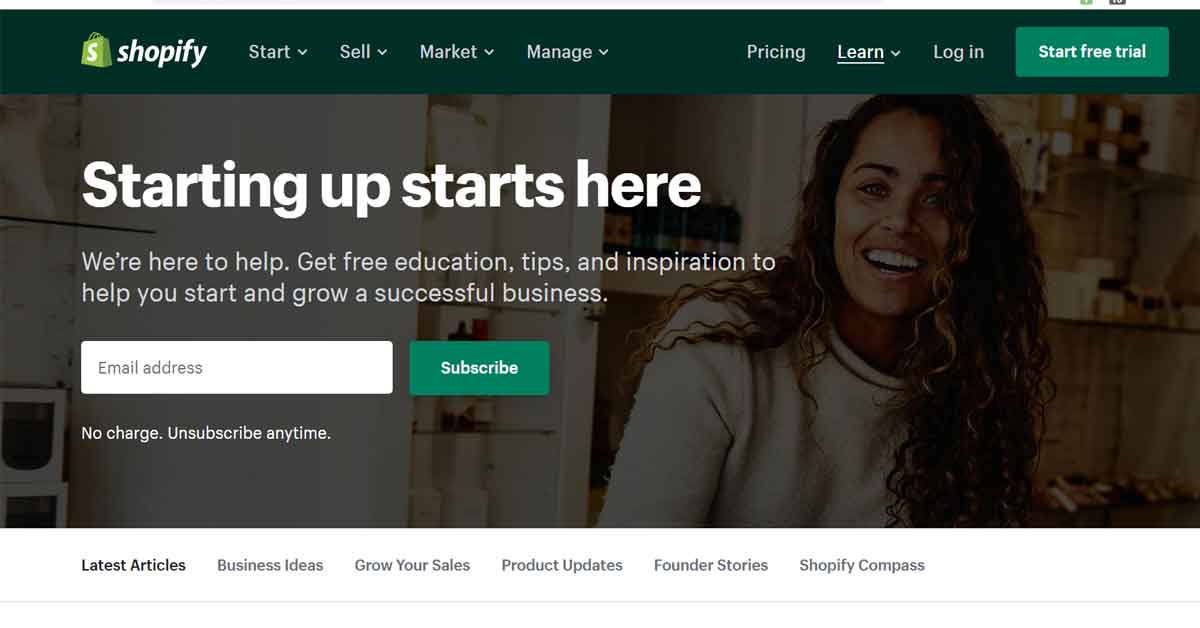 shopify Start Sell Market Manage Pricing Learn Log in Start free trial
Starting up starts here
We’re here to help. Get free education, tips, and inspiration to
help you start and grow a successful business.
Email address Subscribe
No charge. Unsubscribe anytime.
Latest Articles Business Ideas Grow Your Sales Product Updates Founder Stories Shopify Compass